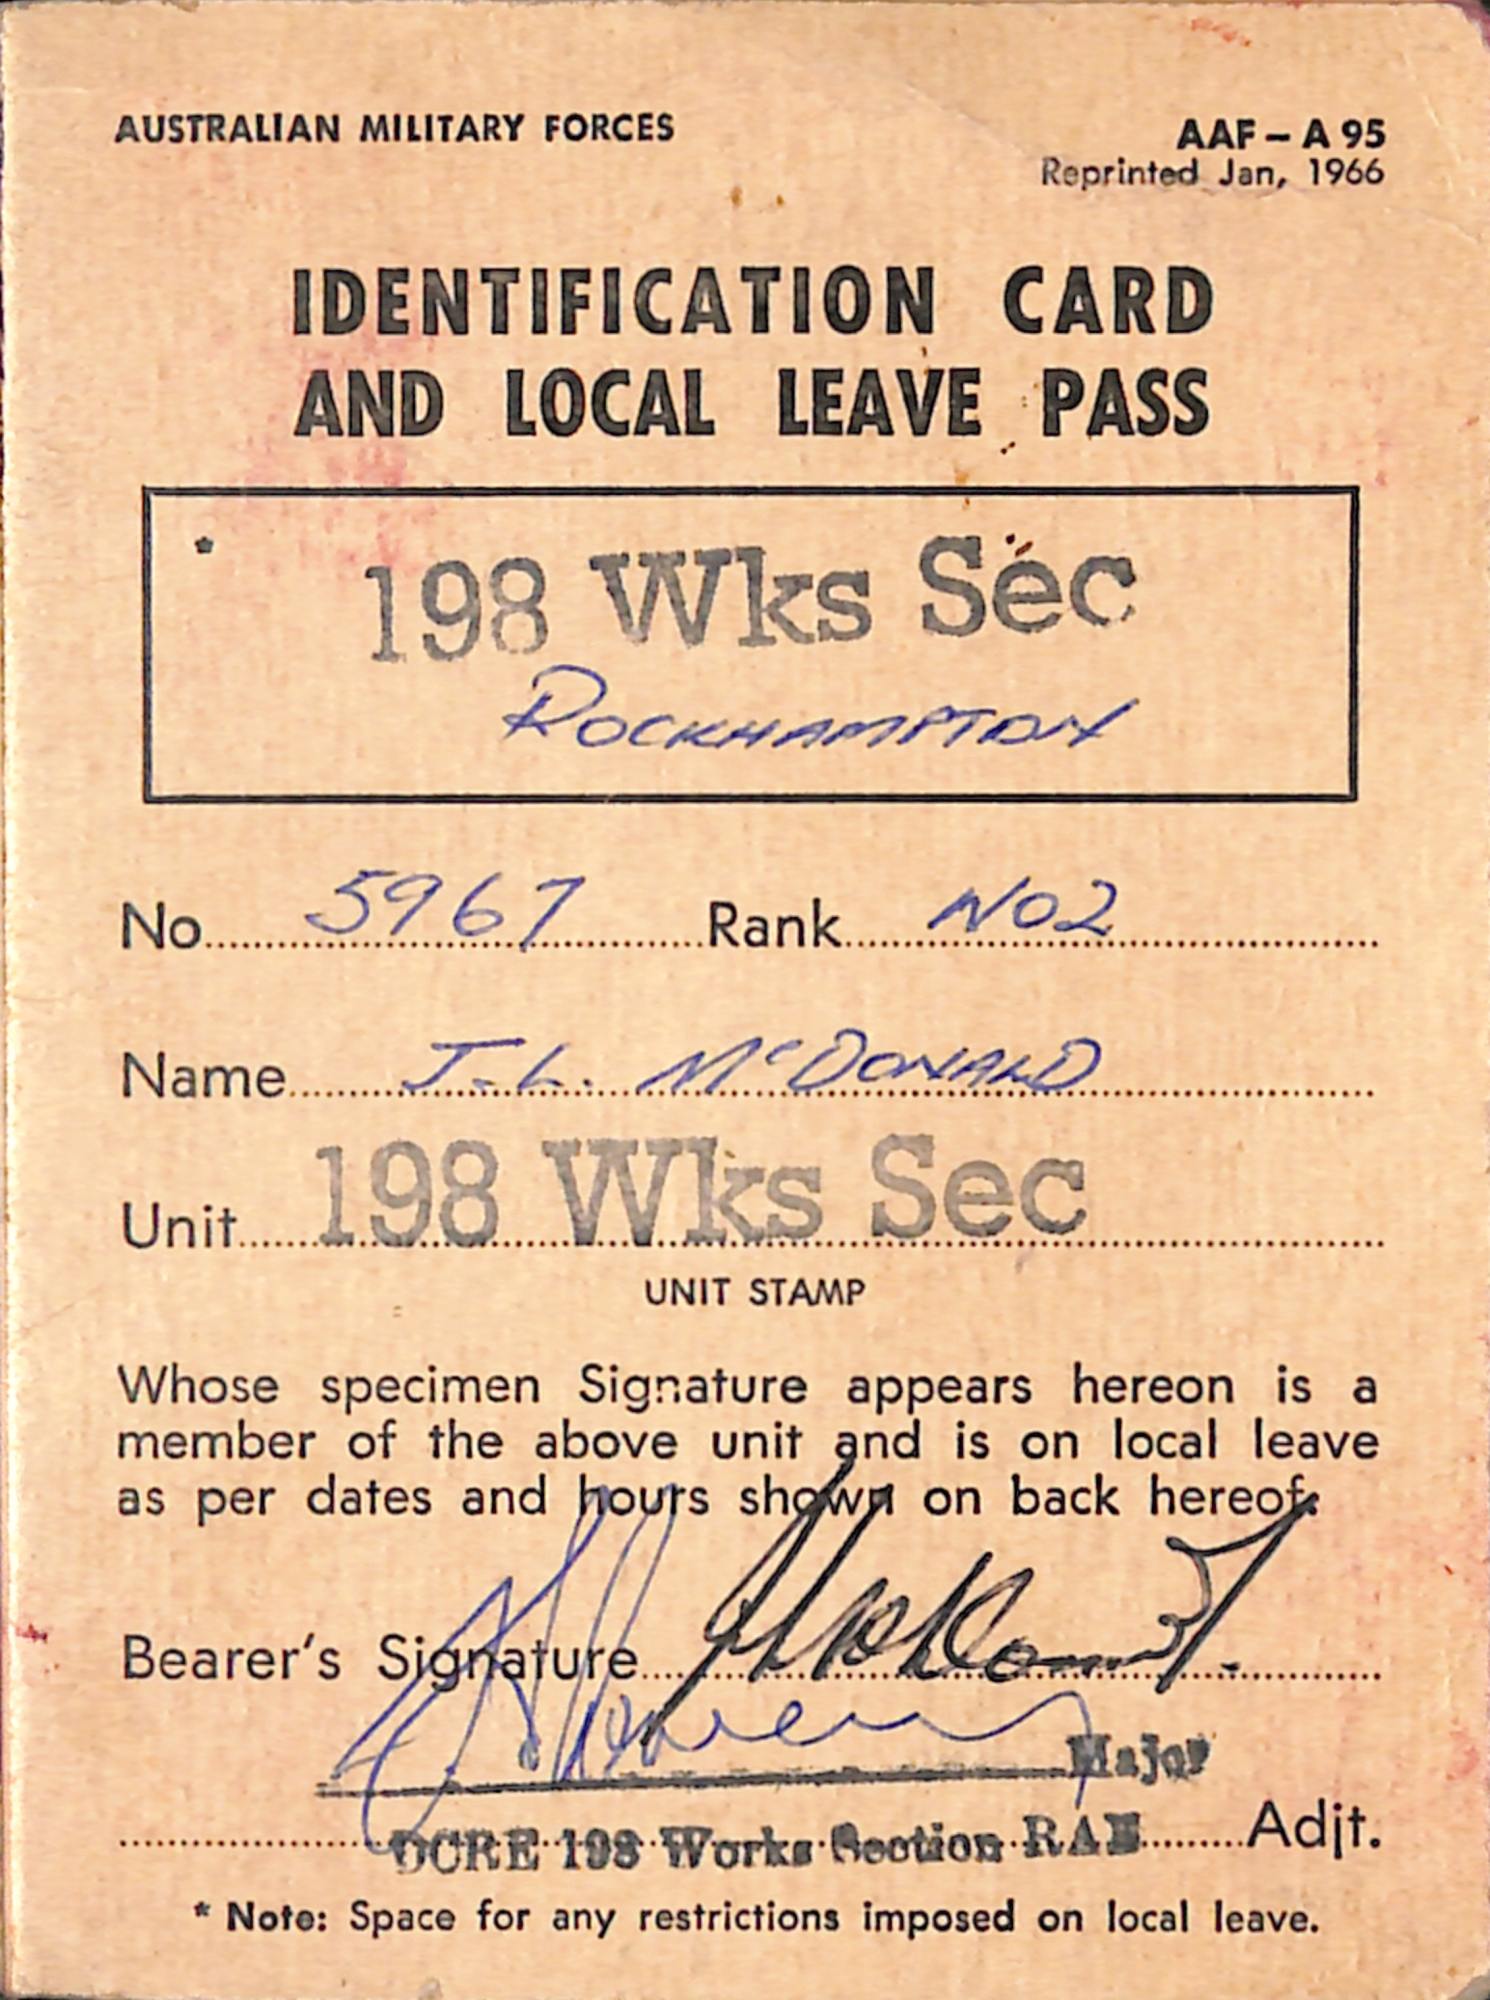 AUSTRALIAN MILITARY FORCES
AAF - A 95
Reprinted Jan, 1966
IDENTIFICATION CARD
AND LOCAL LEAVE PASS
*
198 Wks Sec
ROCKHAMPTON
No 5967 Rank WO2
Name J.L. McDONALD
Unit 198 Wks Sec
UNIT STAMP
Whose specimen Signature appears hereon is a
member of the above unit and is on local leave
as per dates and hours shown on back hereof.
Bearer's Signature
Major
DCRE 198 Works Section RAE Adjt.
* Note: Space for any restrictions imposed on local leave.